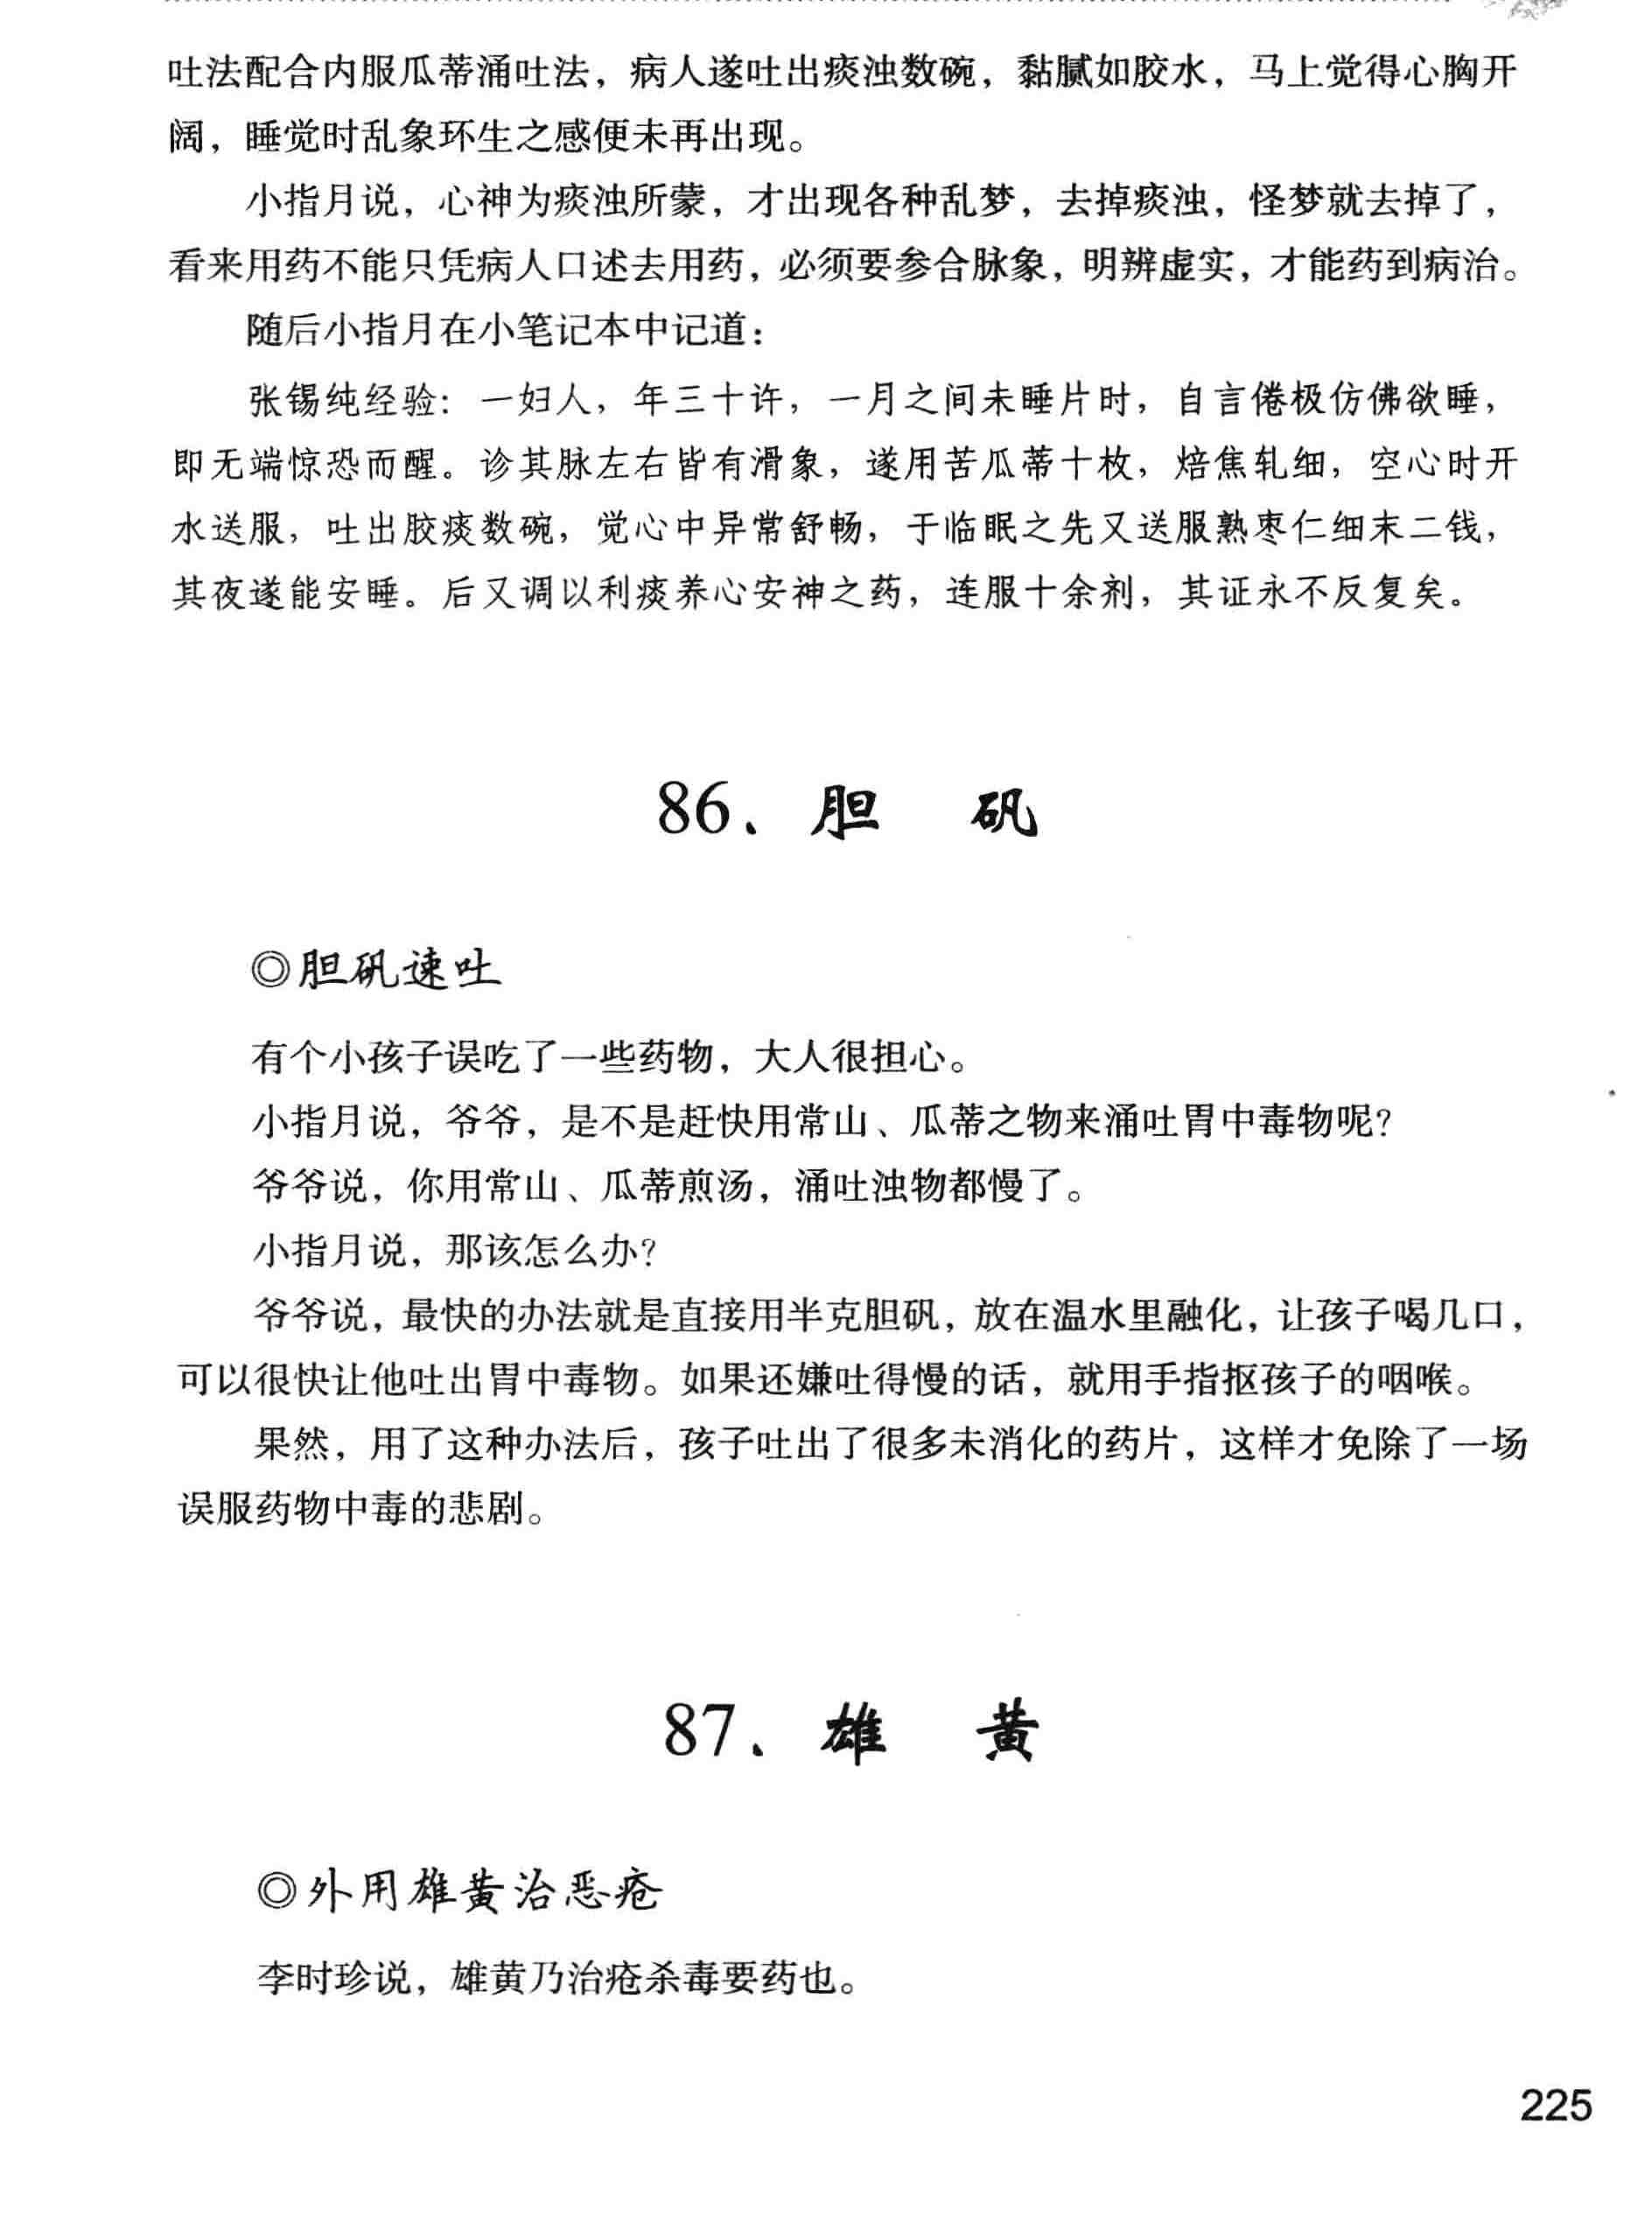 吐法配合内服瓜蒂涌吐法，病人遂吐出痰浊数碗，黏腻如胶水，马上觉得心胸开
阔，睡觉时乱象环生之感便未再出现。
小指月说，心神为痰浊所蒙，才出现各种乱梦，去掉痰浊，怪梦就去掉了，
看来用药不能只凭病人口述去用药，必须要参合脉象，明辨虚实，才能药到病治。
随后小指月在小笔记本中记道：
张锡纯经验：一妇人，年三十许，一月之间未睡片时，自言倦极仿佛欲睡，
即无端惊恐而醒。诊其脉左右皆有滑象，遂用苦瓜蒂十枚，焙焦轧细，空心时开
水送服，吐出胶痰数碗，觉心中异常舒畅，于临眠之先又送服熟枣仁细末二钱，
其夜遂能安睡。后又调以利痰养心安神之药，连服十余剂，其证永不反复矣。
86、胆　矾
◎胆矾速吐
有个小孩子误吃了一些药物，大人很担心。
小指月说，爷爷，是不是赶快用常山、瓜蒂之物来涌吐胃中毒物呢？
爷爷说，你用常山、瓜蒂煎汤，涌吐浊物都慢了。
小指月说，那该怎么办？
爷爷说，最快的办法就是直接用半克胆矾，放在温水里融化，让孩子喝几口，
可以很快让他吐出胃中毒物。如果还嫌吐得慢的话，就用手指抠孩子的咽喉。
果然，用了这种办法后，孩子吐出了很多未消化的药片，这样才免除了一场
误服药物中毒的悲剧。
87、雄　黄
◎外用雄黄治恶疮
李时珍说，雄黄乃治疮杀毒要药也。
225